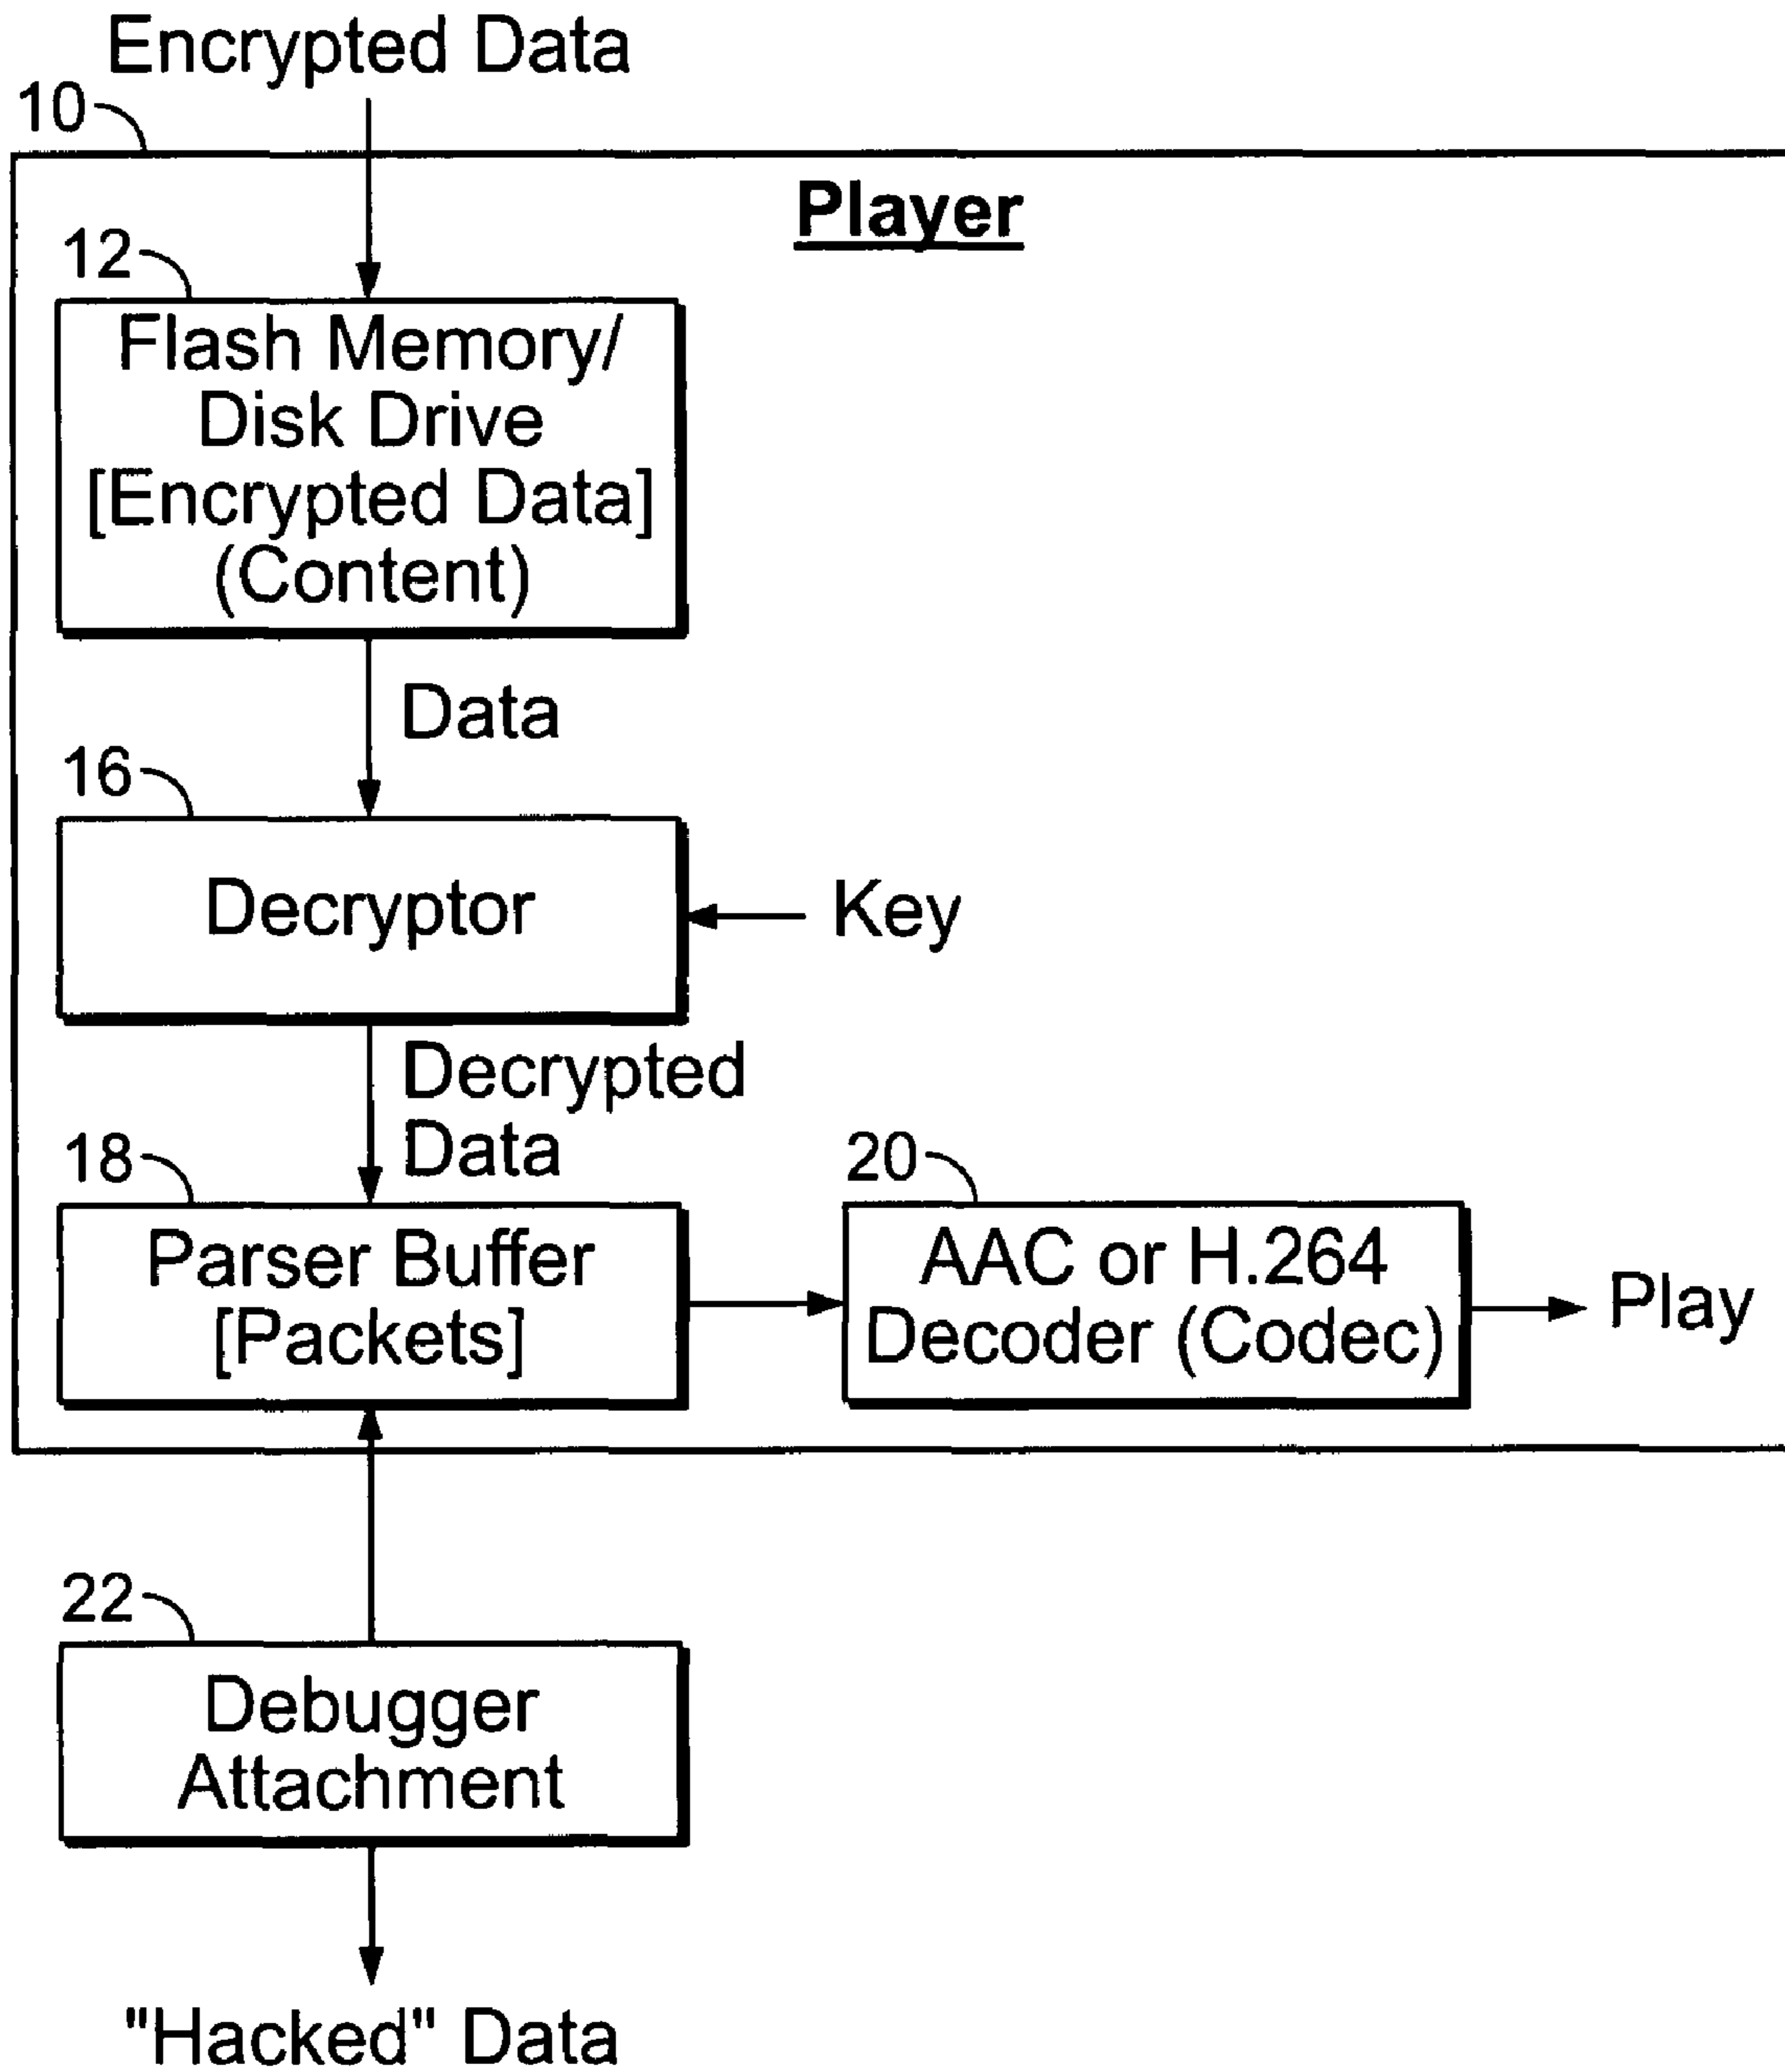 Encrypted Data
10
Player
12
Flash Memory/
Disk Drive
[Encrypted Data]
(Content)
Data
16
Decryptor
Key
Decrypted
Data
18
Parser Buffer
[Packets]
20
AAC or H.264
Decoder (Codec)
Play
22
Debugger
Attachment
"Hacked" Data